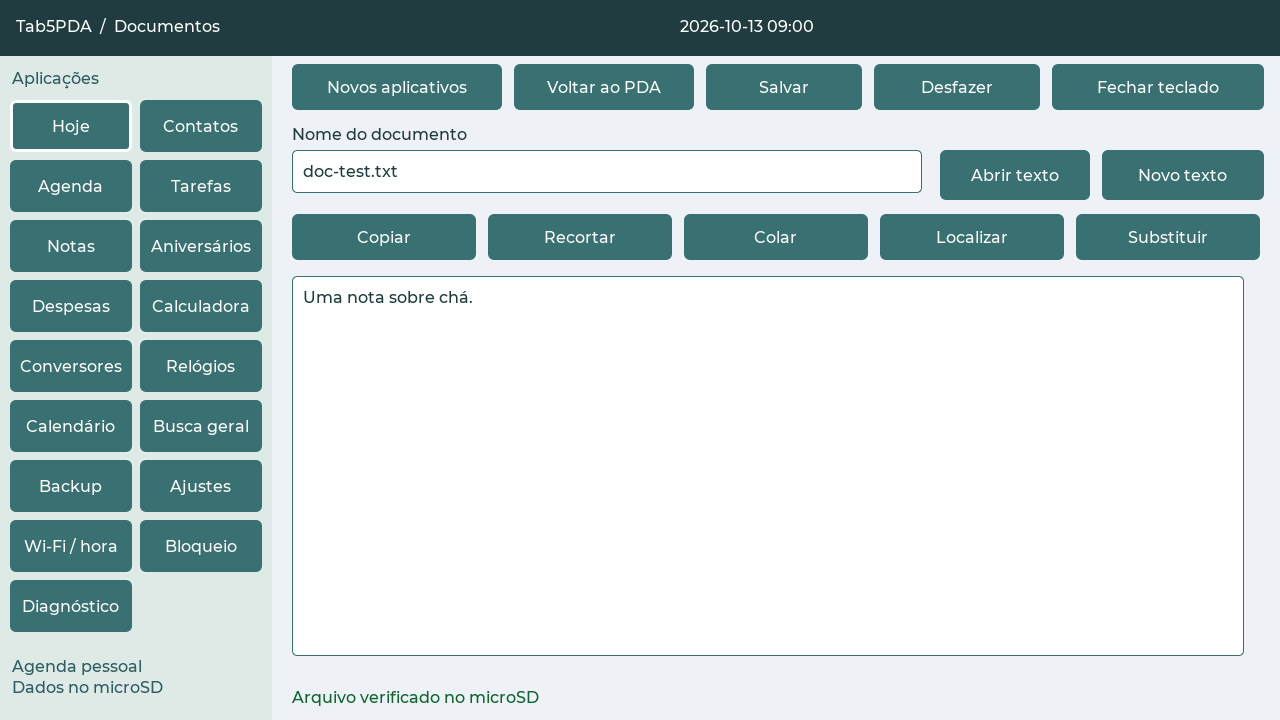 Tab5PDA / Documentos
2026-10-13 09:00
Aplicações
Hoje
Contatos
Agenda
Tarefas
Notas
Aniversários
Despesas
Calculadora
Conversores
Relógios
Calendário
Busca geral
Backup
Ajustes
Wi-Fi / hora
Bloqueio
Diagnóstico
Agenda pessoal
Dados no microSD
Novos aplicativos
Voltar ao PDA
Salvar
Desfazer
Fechar teclado
Nome do documento
doc-test.txt
Abrir texto
Novo texto
Copiar
Recortar
Colar
Localizar
Substituir
Uma nota sobre chá.
Arquivo verificado no microSD